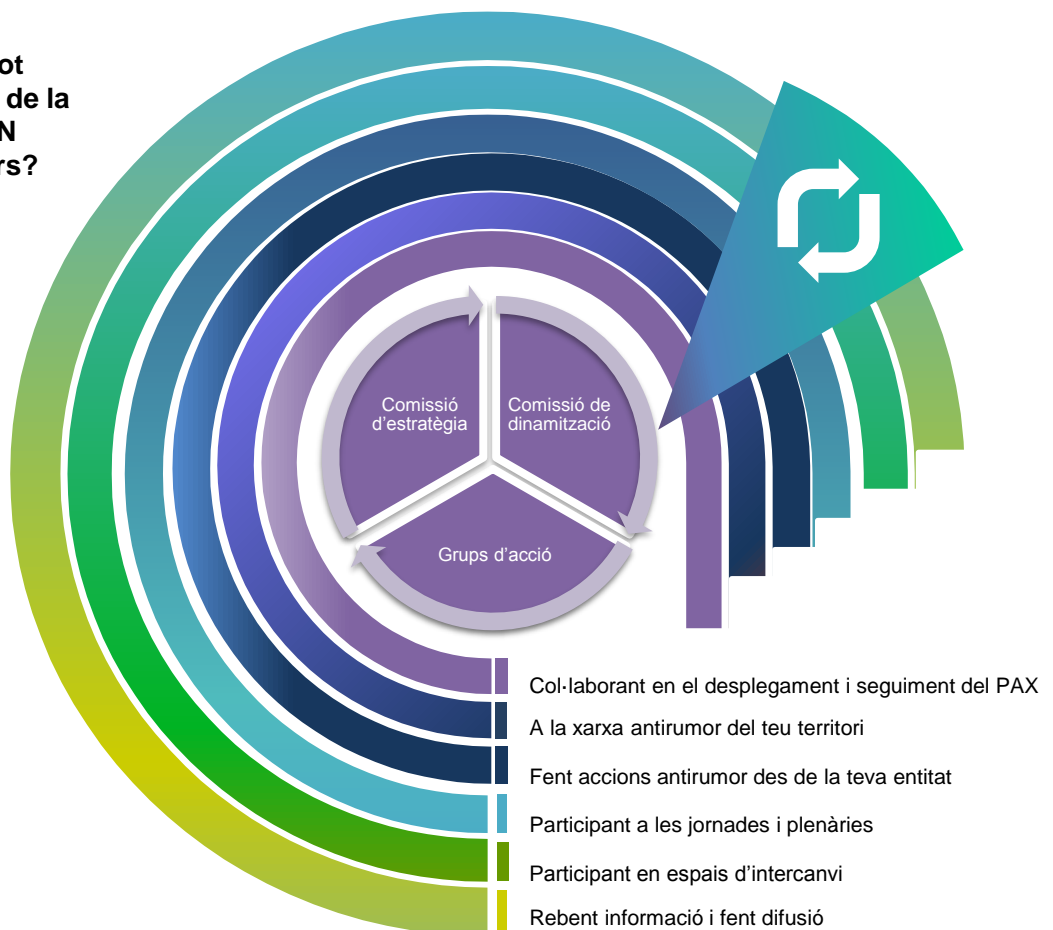 ot
de la
N
rs?
Comissió
d'estratègia
Comissió de
dinamització
Grups d'acció
Col·laborant en el desplegament i seguiment del PAX
A la xarxa antirumor del teu territori
Fent accions antirumor des de la teva entitat
Participant a les jornades i plenàries
Participant en espais d'intercanvi
Rebent informació i fent difusió